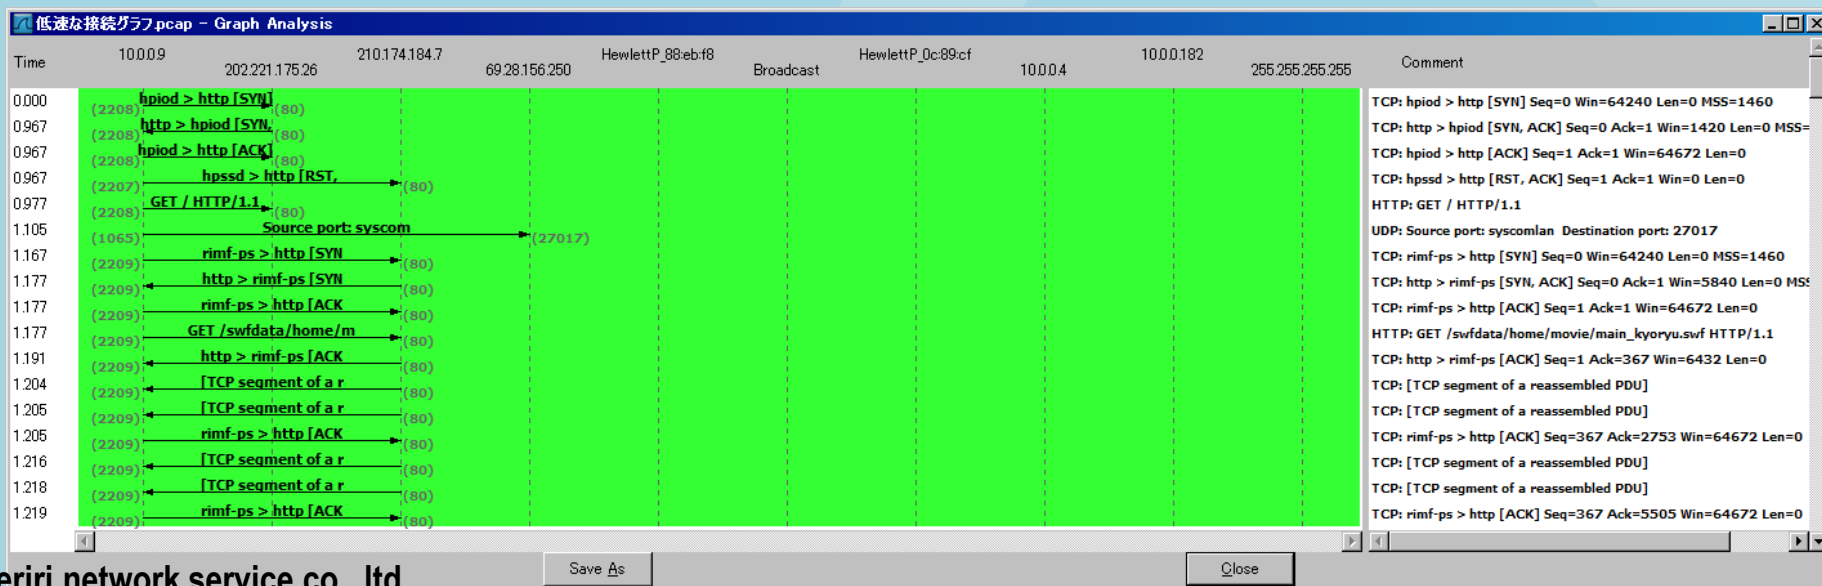 低速な接続グラフ.pcap - Graph Analysis
Time 10.0.0.9 202.221.175.26 210.174.184.7 69.28.156.250 HewlettP_88:eb:f8 Broadcast HewlettP_0c:89:cf 10.0.0.4 10.0.0.182 255.255.255.255 Comment
0.000 (2208) hpiod > http [SYN] (80) TCP: hpiod > http [SYN] Seq=0 Win=64240 Len=0 MSS=1460
0.967 (2208) http > hpiod [SYN, (80) TCP: http > hpiod [SYN, ACK] Seq=0 Ack=1 Win=1420 Len=0 MSS=
0.967 (2208) hpiod > http [ACK] (80) TCP: hpiod > http [ACK] Seq=1 Ack=1 Win=64672 Len=0
0.967 (2207) hpssd > http [RST, (80) TCP: hpssd > http [RST, ACK] Seq=1 Ack=1 Win=0 Len=0
0.977 (2208) GET / HTTP/1.1 (80) HTTP: GET / HTTP/1.1
1.105 (1065) Source port: syscom (27017) UDP: Source port: syscomlan Destination port: 27017
1.167 (2209) rimf-ps > http [SYN (80) TCP: rimf-ps > http [SYN] Seq=0 Win=64240 Len=0 MSS=1460
1.177 (2209) http > rimf-ps [SYN (80) TCP: http > rimf-ps [SYN, ACK] Seq=0 Ack=1 Win=5840 Len=0 MSS
1.177 (2209) rimf-ps > http [ACK (80) TCP: rimf-ps > http [ACK] Seq=1 Ack=1 Win=64672 Len=0
1.177 (2209) GET /swfdata/home/m (80) HTTP: GET /swfdata/home/movie/main_kyoryu.swf HTTP/1.1
1.191 (2209) http > rimf-ps [ACK (80) TCP: http > rimf-ps [ACK] Seq=1 Ack=367 Win=6432 Len=0
1.204 (2209) [TCP segment of a r (80) TCP: [TCP segment of a reassembled PDU]
1.205 (2209) [TCP segment of a r (80) TCP: [TCP segment of a reassembled PDU]
1.205 (2209) rimf-ps > http [ACK (80) TCP: rimf-ps > http [ACK] Seq=367 Ack=2753 Win=64672 Len=0
1.216 (2209) [TCP segment of a r (80) TCP: [TCP segment of a reassembled PDU]
1.218 (2209) [TCP segment of a r (80) TCP: [TCP segment of a reassembled PDU]
1.219 (2209) rimf-ps > http [ACK (80) TCP: rimf-ps > http [ACK] Seq=367 Ack=5505 Win=64672 Len=0
Save As Close
network service co., ltd